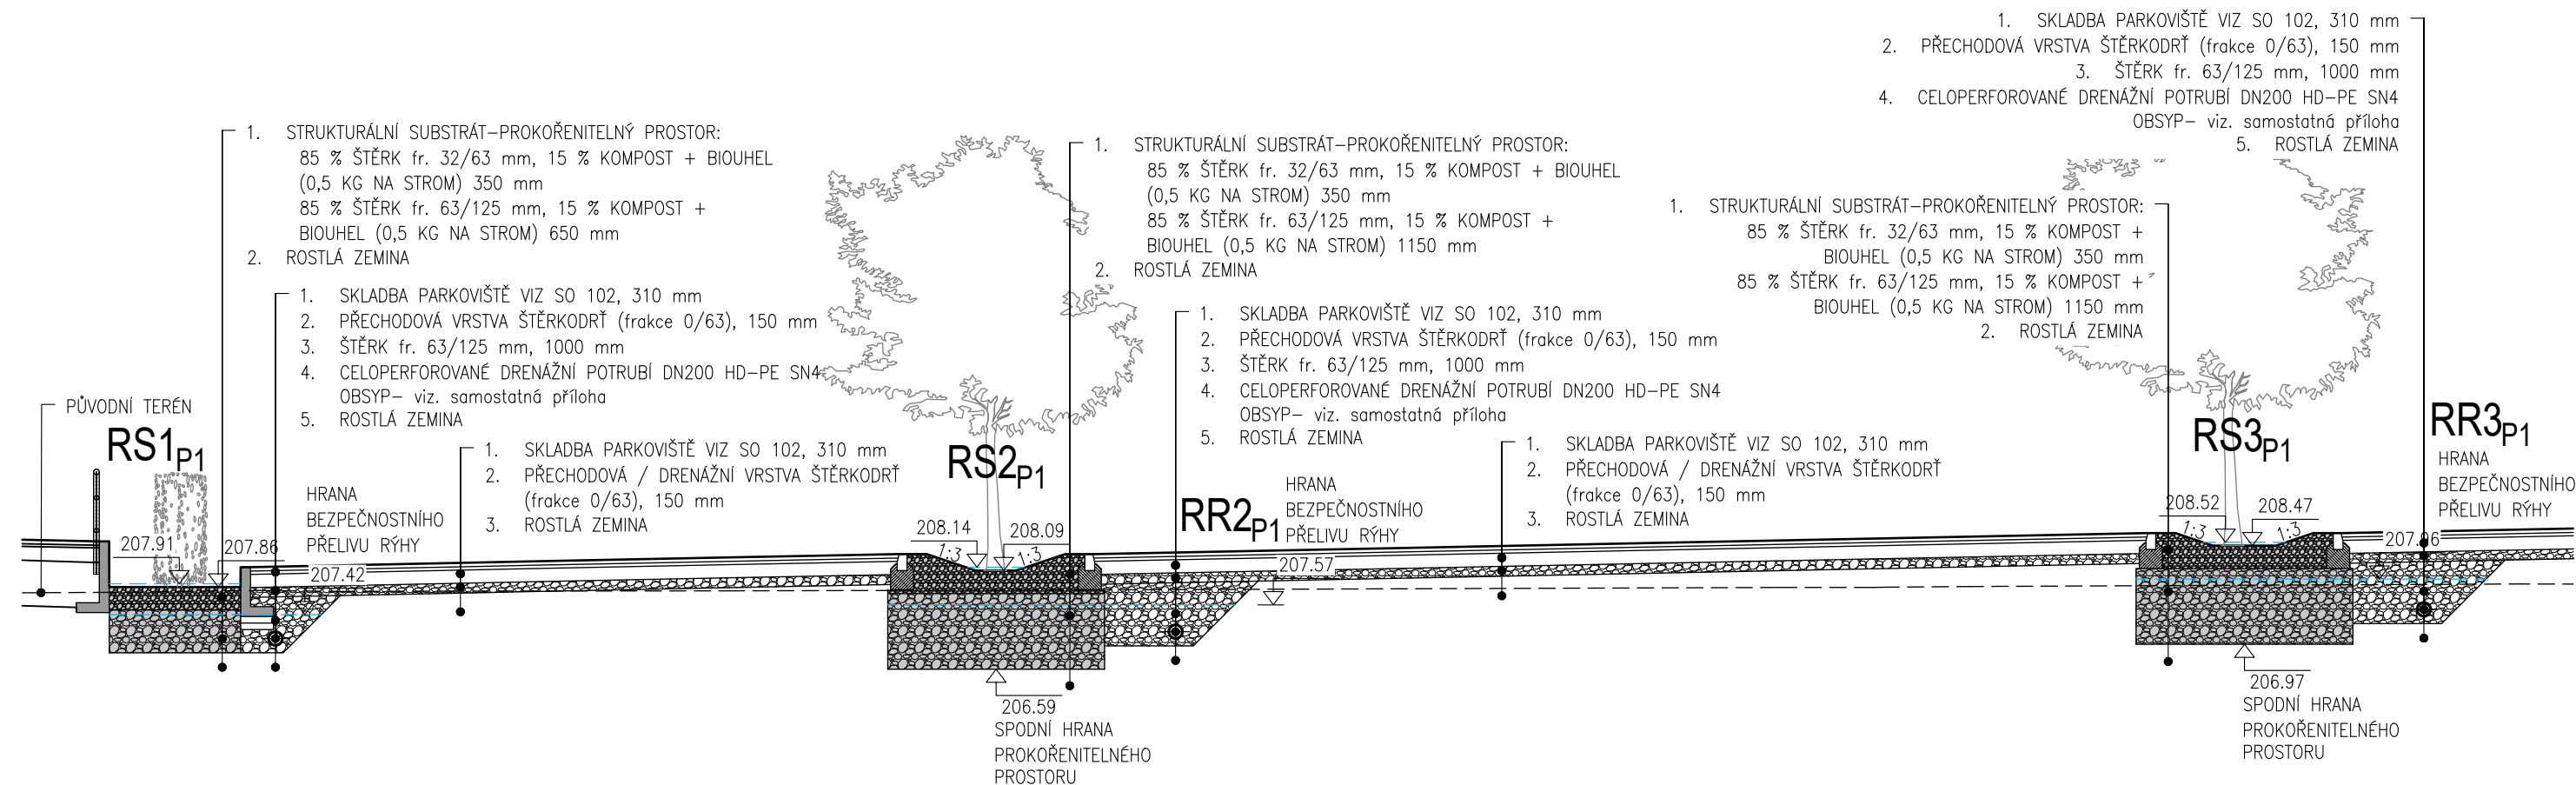 1. SKLADBA PARKOVIŠTĚ VIZ SO 102, 310 mm
2. PŘECHODOVÁ VRSTVA ŠTĚRKODRŤ (frakce 0/63), 150 mm
3. ŠTĚRK fr. 63/125 mm, 1000 mm
4. CELOPERFOROVANÉ DRENÁŽNÍ POTRUBÍ DN200 HD-PE SN4
OBSYP- viz. samostatná příloha
5. ROSTLÁ ZEMINA
1. STRUKTURÁLNÍ SUBSTRÁT-PROKOŘENITELNÝ PROSTOR:
85 % ŠTĚRK fr. 32/63 mm, 15 % KOMPOST + BIOUHEL
(0,5 KG NA STROM) 350 mm
85 % ŠTĚRK fr. 63/125 mm, 15 % KOMPOST +
BIOUHEL (0,5 KG NA STROM) 650 mm
2. ROSTLÁ ZEMINA
1. STRUKTURÁLNÍ SUBSTRÁT-PROKOŘENITELNÝ PROSTOR:
85 % ŠTĚRK fr. 32/63 mm, 15 % KOMPOST + BIOUHEL
(0,5 KG NA STROM) 350 mm
85 % ŠTĚRK fr. 63/125 mm, 15 % KOMPOST +
BIOUHEL (0,5 KG NA STROM) 1150 mm
2. ROSTLÁ ZEMINA
1. STRUKTURÁLNÍ SUBSTRÁT-PROKOŘENITELNÝ PROSTOR:
85 % ŠTĚRK fr. 32/63 mm, 15 % KOMPOST +
BIOUHEL (0,5 KG NA STROM) 350 mm
85 % ŠTĚRK fr. 63/125 mm, 15 % KOMPOST +
BIOUHEL (0,5 KG NA STROM) 1150 mm
2. ROSTLÁ ZEMINA
1. SKLADBA PARKOVIŠTĚ VIZ SO 102, 310 mm
2. PŘECHODOVÁ VRSTVA ŠTĚRKODRŤ (frakce 0/63), 150 mm
3. ŠTĚRK fr. 63/125 mm, 1000 mm
4. CELOPERFOROVANÉ DRENÁŽNÍ POTRUBÍ DN200 HD-PE SN4
OBSYP- viz. samostatná příloha
5. ROSTLÁ ZEMINA
1. SKLADBA PARKOVIŠTĚ VIZ SO 102, 310 mm
2. PŘECHODOVÁ VRSTVA ŠTĚRKODRŤ (frakce 0/63), 150 mm
3. ŠTĚRK fr. 63/125 mm, 1000 mm
4. CELOPERFOROVANÉ DRENÁŽNÍ POTRUBÍ DN200 HD-PE SN4
OBSYP- viz. samostatná příloha
5. ROSTLÁ ZEMINA
PŮVODNÍ TERÉN
RS1P1
1. SKLADBA PARKOVIŠTĚ VIZ SO 102, 310 mm
2. PŘECHODOVÁ / DRENÁŽNÍ VRSTVA ŠTĚRKODRŤ
(frakce 0/63), 150 mm
3. ROSTLÁ ZEMINA
RS2P1
1. SKLADBA PARKOVIŠTĚ VIZ SO 102, 310 mm
2. PŘECHODOVÁ / DRENÁŽNÍ VRSTVA ŠTĚRKODRŤ
(frakce 0/63), 150 mm
3. ROSTLÁ ZEMINA
RS3P1
RR3P1
HRANA
BEZPEČNOSTNÍHO
PŘELIVU RÝHY
HRANA
BEZPEČNOSTNÍHO
PŘELIVU RÝHY
RR2P1
HRANA
BEZPEČNOSTNÍHO
PŘELIVU RÝHY
207.91
207.86
207.42
208.14
208.09
1:3
1:3
207.57
208.52
208.47
1:3
1:3
206.59
SPODNÍ HRANA
PROKOŘENITELNÉHO
PROSTORU
206.97
SPODNÍ HRANA
PROKOŘENITELNÉHO
PROSTORU